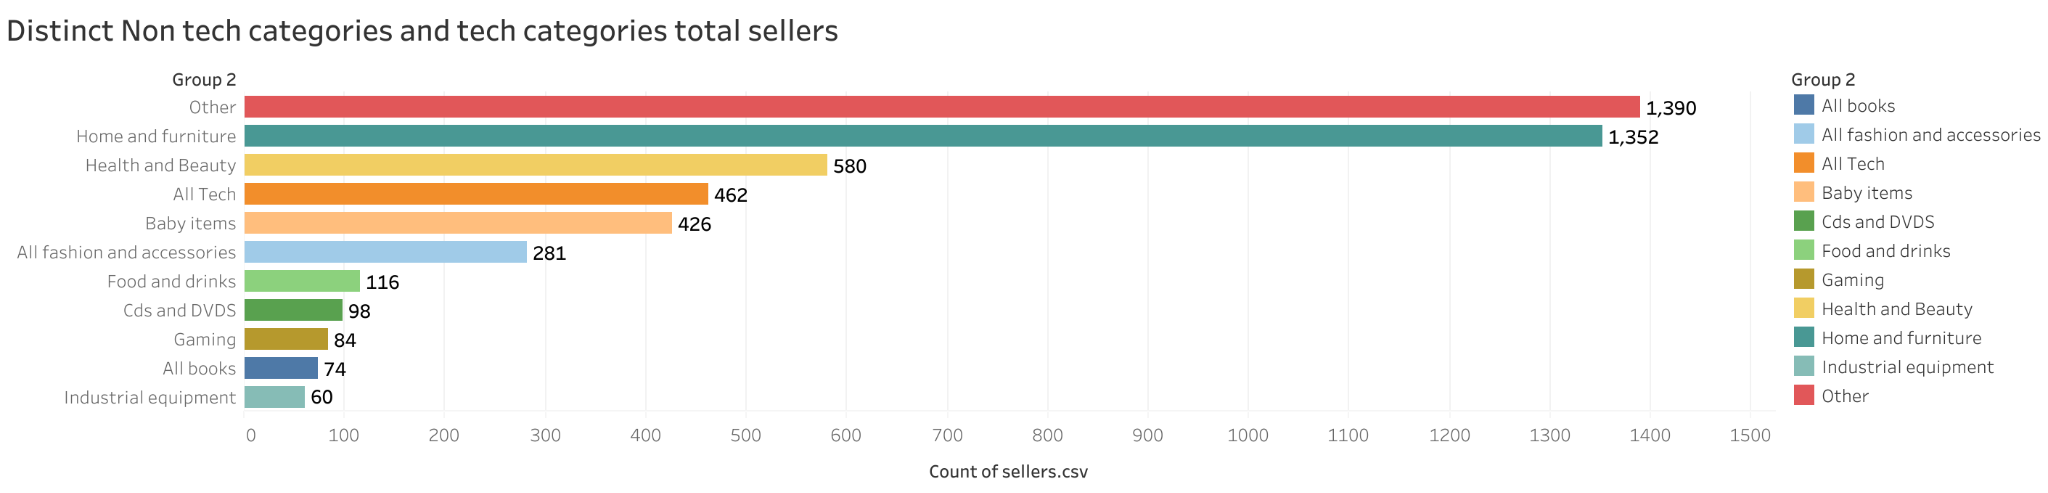 Distinct Non tech categories and tech categories total sellers
Group 2
Other 1,390
Home and furniture 1,352
Health and Beauty 580
All Tech 462
Baby items 426
All fashion and accessories 281
Food and drinks 116
Cds and DVDS 98
Gaming 84
All books 74
Industrial equipment 60
0 100 200 300 400 500 600 700 800 900 1000 1100 1200 1300 1400 1500
Count of sellers.csv
Group 2
All books
All fashion and accessories
All Tech
Baby items
Cds and DVDS
Food and drinks
Gaming
Health and Beauty
Home and furniture
Industrial equipment
Other